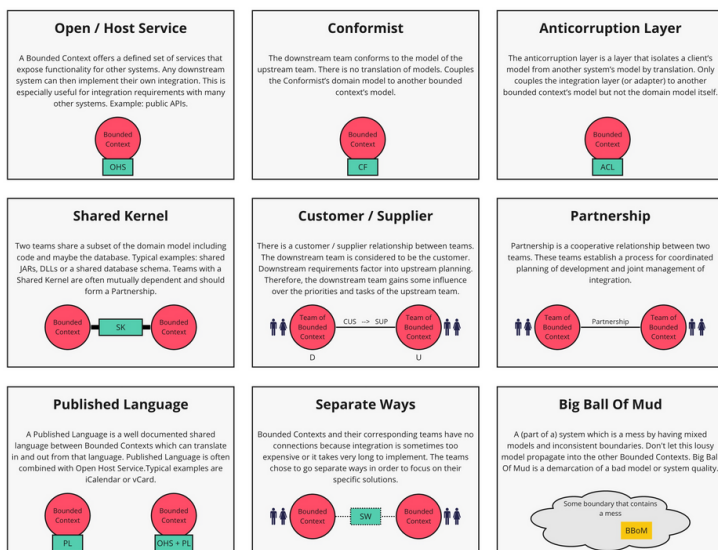 Open / Host Service
A Bounded Context offers a defined set of services that
expose functionality for other systems. Any downstream
system can then implement their own integration. This is
especially useful for integration requirements with many
other systems. Example: public APIs.
Bounded
Context
OHS
Conformist
The downstream team conforms to the model of the
upstream team. There is no translation of models. Couples
the Conformist's domain model to another bounded
context's model.
Bounded
Context
CF
Anticorruption Layer
The anticorruption layer is a layer that isolates a client's
model from another system's model by translation. Only
couples the integration layer (or adapter) to another
bounded context's model but not the domain model itself.
Bounded
Context
ACL
Shared Kernel
Two teams share a subset of the domain model including
code and maybe the database. Typical examples: shared
JARs, DLLs or a shared database schema. Teams with a
Shared Kernel are often mutually dependent and should
form a Partnership.
Bounded
Context
SK
Bounded
Context
Customer / Supplier
There is a customer / supplier relationship between teams.
The downstream team is considered to be the customer.
Downstream requirements factor into upstream planning.
Therefore, the downstream team gains some influence
over the priorities and tasks of the upstream team.
Team of
Bounded
Context
CUS --> SUP
Team of
Bounded
Context
D
U
Partnership
Partnership is a cooperative relationship between two
teams. These teams establish a process for coordinated
planning of development and joint management of
integration.
Team of
Bounded
Context
Partnership
Team of
Bounded
Context
Published Language
A Published Language is a well documented shared
language between Bounded Contexts which can translate
in and out from that language. Published Language is often
combined with Open Host Service.Typical examples are
iCalendar or vCard.
Bounded
Context
PL
Bounded
Context
OHS + PL
Separate Ways
Bounded Contexts and their corresponding teams have no
connections because integration is sometimes too
expensive or it takes very long to implement. The teams
chose to go separate ways in order to focus on their
specific solutions.
Bounded
Context
SW
Bounded
Context
Big Ball Of Mud
A (part of a) system which is a mess by having mixed
models and inconsistent boundaries. Don't let this lousy
model propagate into the other Bounded Contexts. Big Ball
Of Mud is a demarcation of a bad model or system quality.
Some boundary that contains
a mess
BBoM